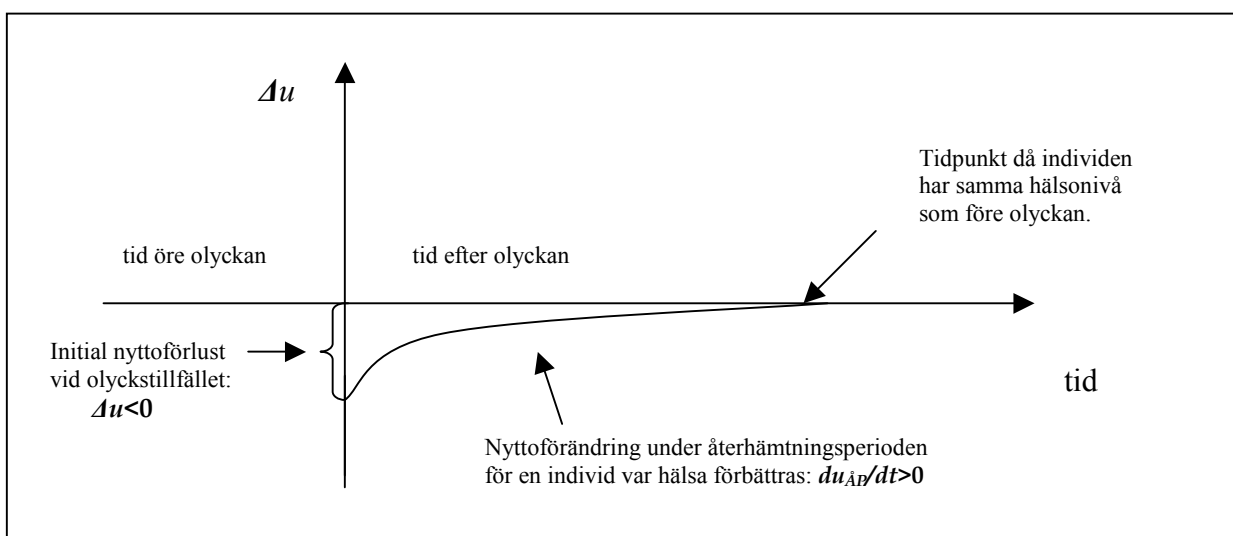 Δu
Tidpunkt då individen
har samma hälsonivå
som före olyckan.
tid öre olyckan
tid efter olyckan
Initial nyttoförlust
vid olyckstillfället:
Δu<0
tid
Nyttoförändring under återhämtningsperioden
för en individ var hälsa förbättras: du_ÅP/dt>0